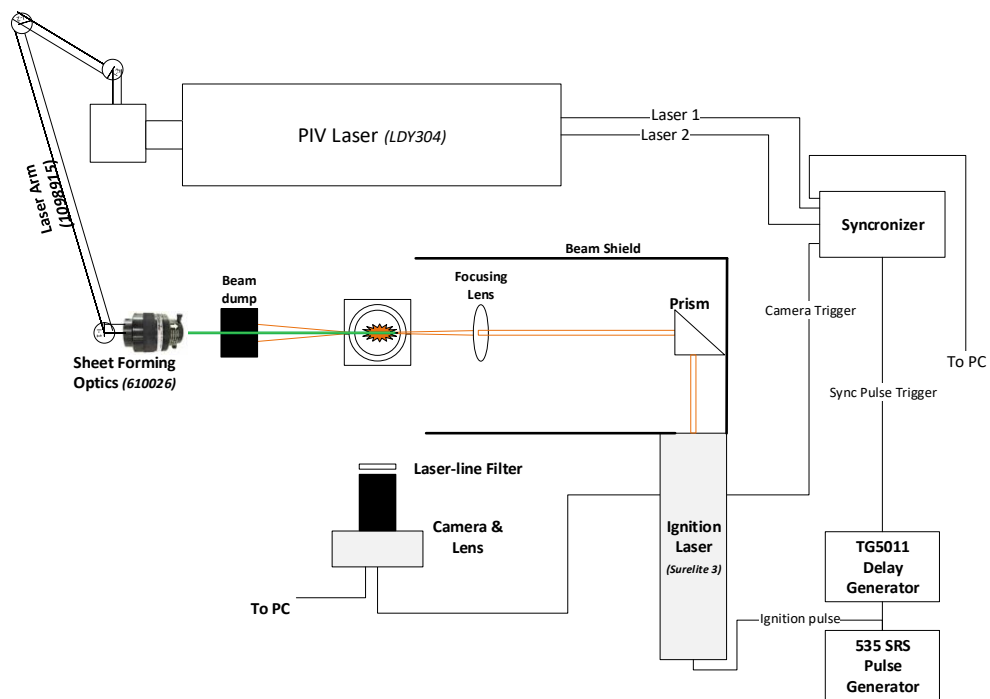 PIV Laser (LDY304)
Laser 1
Laser 2
Laser Arm
(1098915)
Syncronizer
Beam Shield
Beam
dump
Focusing
Lens
Prism
Camera Trigger
To PC
Sheet Forming
Optics (610026)
Sync Pulse Trigger
Laser-line Filter
Camera &
Lens
Ignition
Laser
(Surelite 3)
TG5011
Delay
Generator
To PC
Ignition pulse
535 SRS
Pulse
Generator